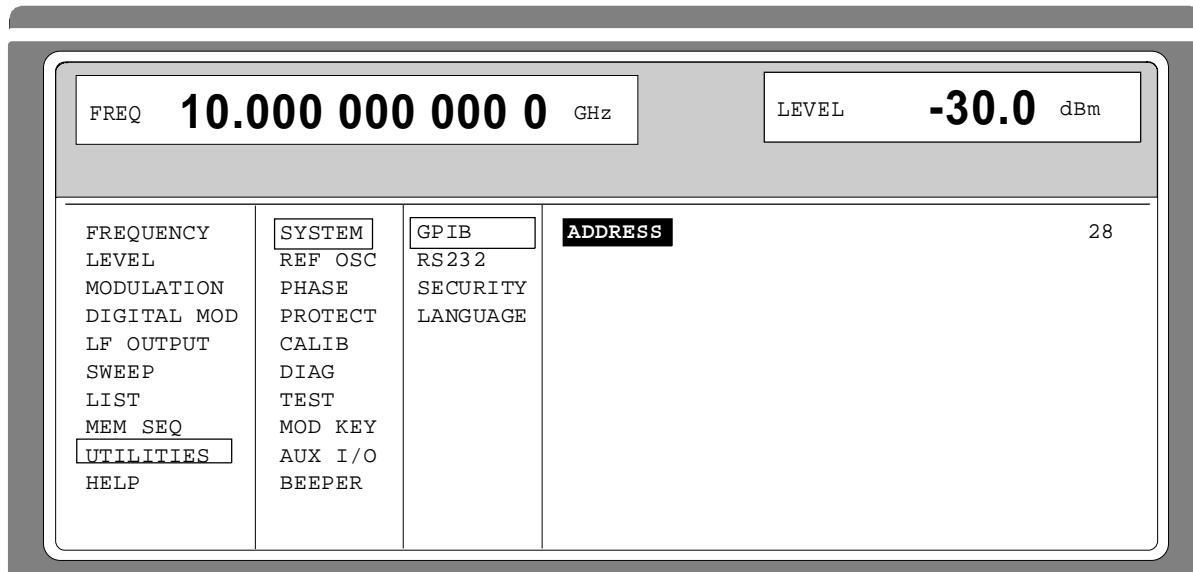 FREQ 10.000 000 000 0 GHz
LEVEL -30.0 dBm
FREQUENCY SYSTEM GPIB ADDRESS 28
LEVEL REF OSC RS232
MODULATION PHASE SECURITY
DIGITAL MOD PROTECT LANGUAGE
LF OUTPUT CALIB
SWEEP DIAG
LIST TEST
MEM SEQ MOD KEY
UTILITIES AUX I/O
HELP BEEPER